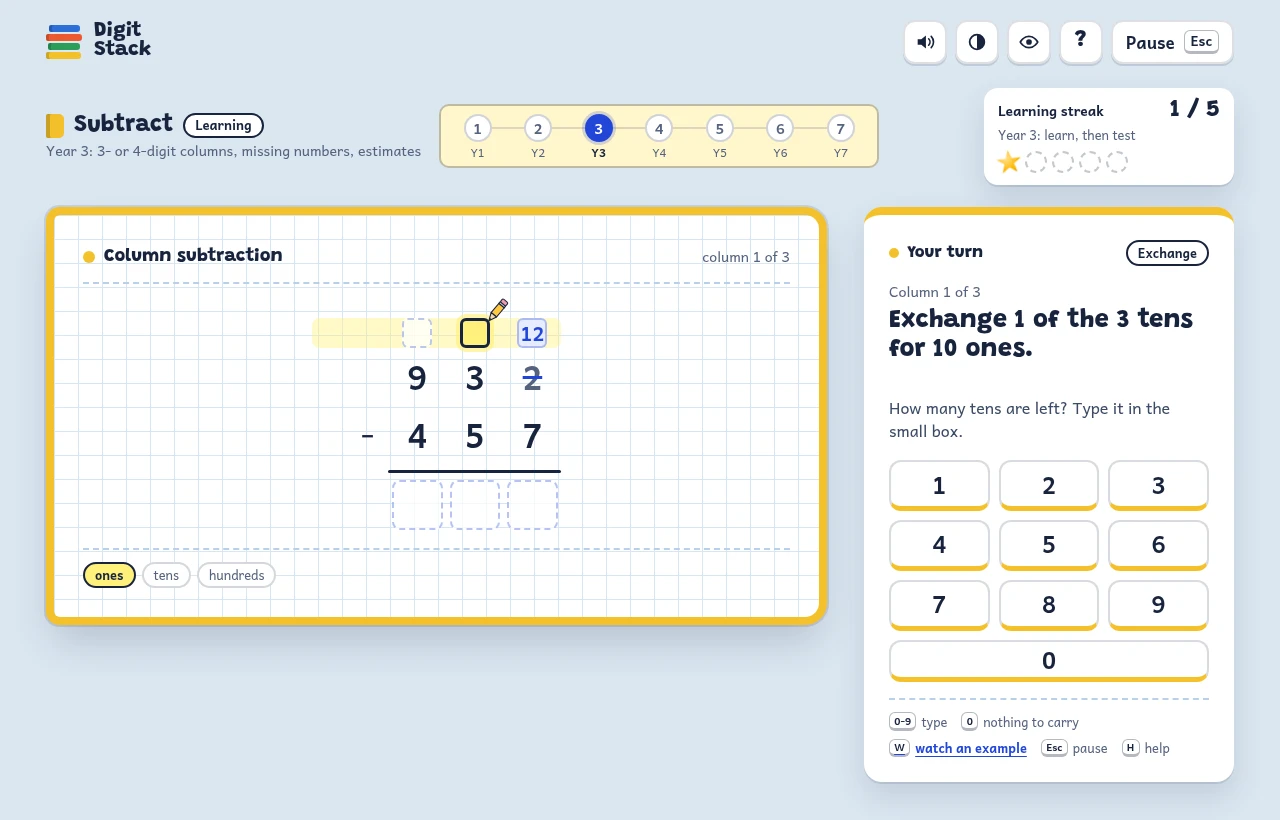 Digit
Stack
?
Pause Esc
Subtract Learning
Year 3: 3- or 4-digit columns, missing numbers, estimates
1 2 3 4 5 6 7
Y1 Y2 Y3 Y4 Y5 Y6 Y7
Learning streak 1 / 5
Year 3: learn, then test
Column subtraction column 1 of 3
12
9 3 2
− 4 5 7
ones tens hundreds
Your turn Exchange
Column 1 of 3
Exchange 1 of the 3 tens
for 10 ones.
How many tens are left? Type it in the
small box.
1 2 3
4 5 6
7 8 9
0
0-9 type 0 nothing to carry
W watch an example Esc pause H help